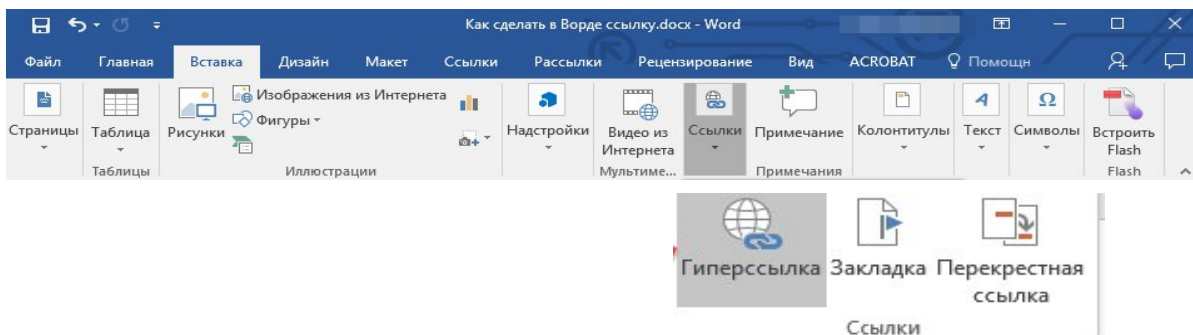 Как сделать в Ворде ссылку.docx - Word
Файл Главная Вставка Дизайн Макет Ссылки Рассылки Рецензирование Вид ACROBAT Помощн
Страницы Таблица Рисунки Изображения из Интернета Фигуры Надстройки Видео из Интернета Ссылки Примечание Колонтитулы Текст Символы Встроить Flash
Таблицы Иллюстрации Мультиме... Примечания Flash
Гиперссылка Закладка Перекрестная
ссылка
Ссылки